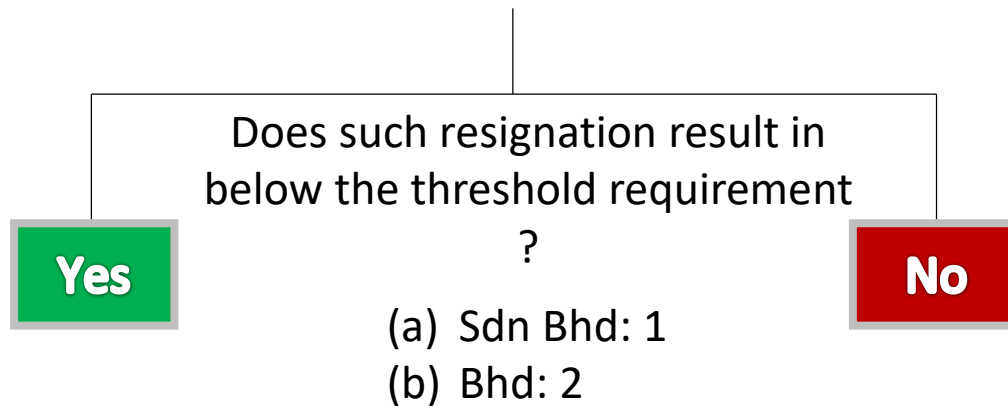 Does such resignation result in
below the threshold requirement
?
Yes
No
(a) Sdn Bhd: 1
(b) Bhd: 2